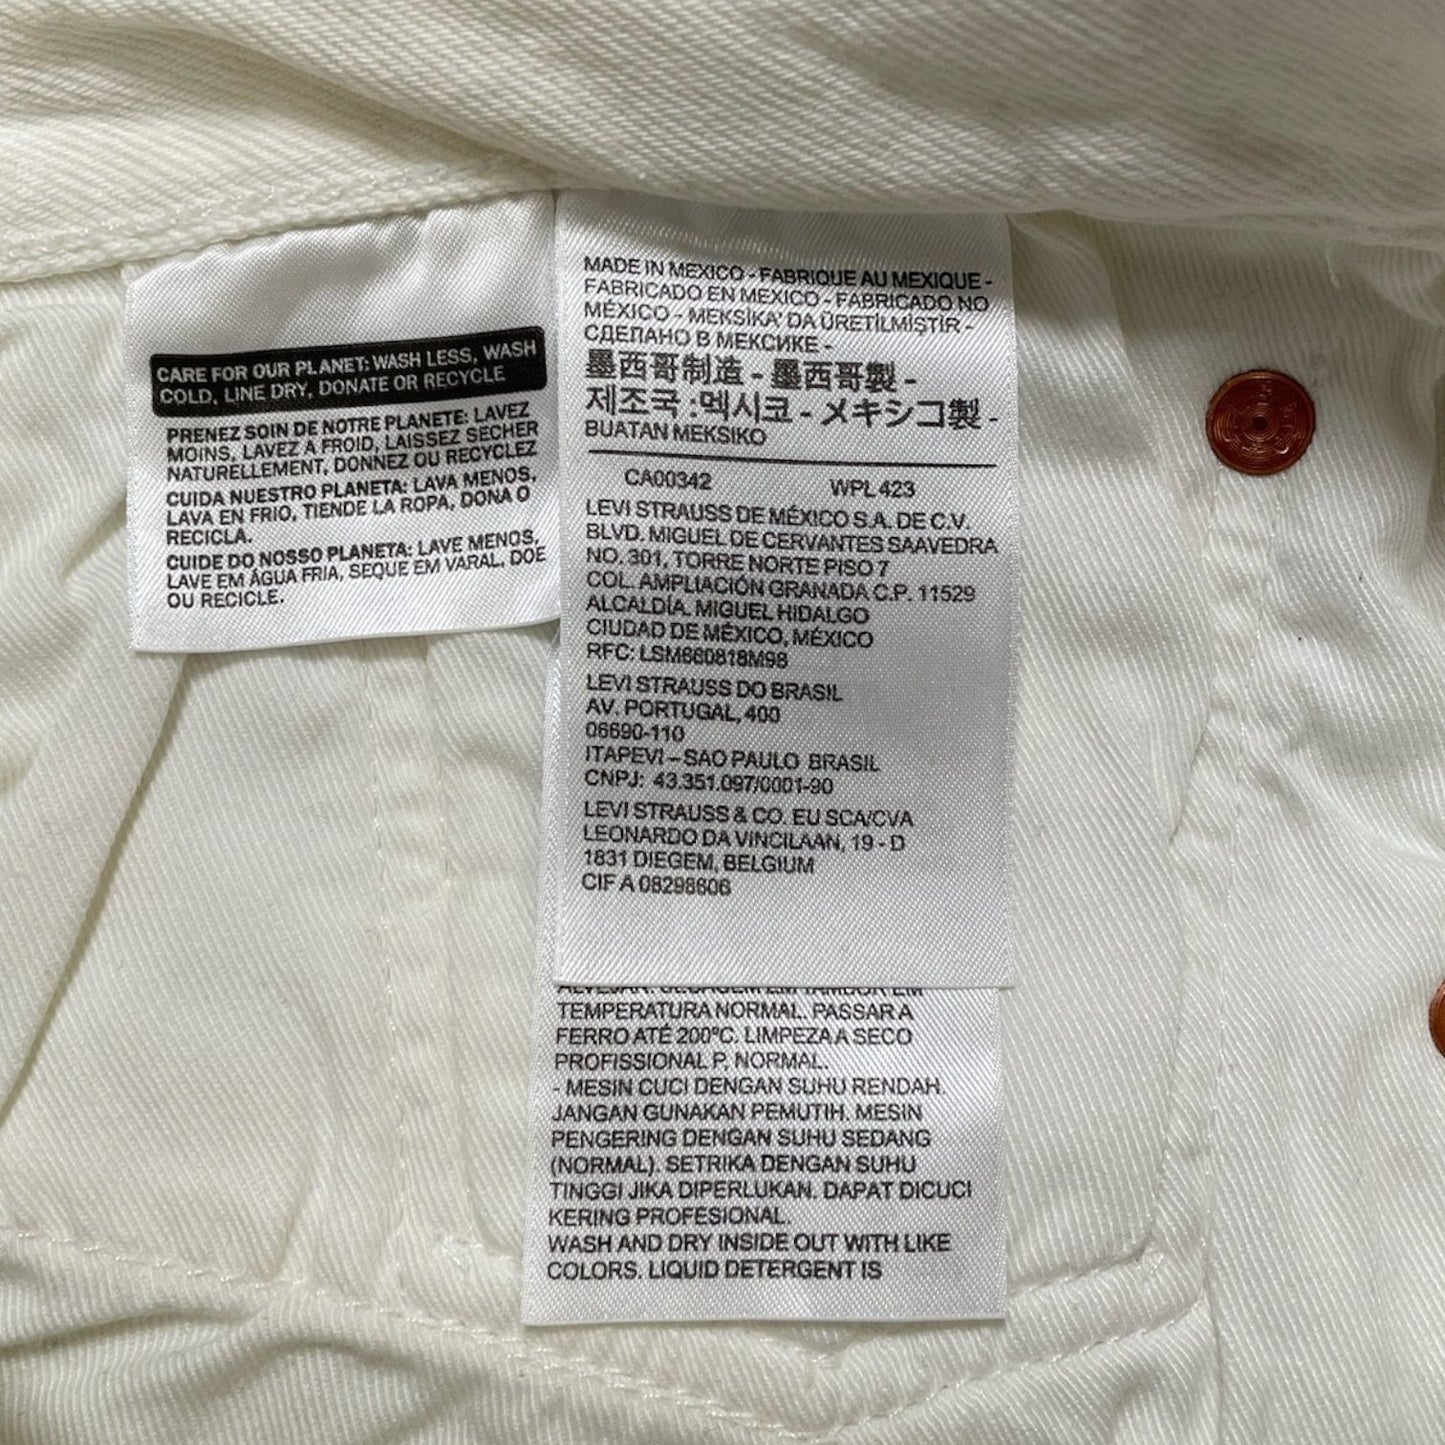 CARE FOR OUR PLANET: WASH LESS, WASH
COLD, LINE DRY, DONATE OR RECYCLE
PRENEZ SOIN DE NOTRE PLANETE: LAVEZ
MOINS, LAVEZ A FROID, LAISSEZ SECHER
NATURELLEMENT, DONNEZ OU RECYCLEZ
CUIDA NUESTRO PLANETA: LAVA MENOS,
LAVA EN FRIO, TIENDE LA ROPA, DONA O
RECICLA.
CUIDE DO NOSSO PLANETA: LAVE MENOS,
LAVE EM ÁGUA FRIA, SEQUE EM VARAL, DOE
OU RECICLE.
MADE IN MEXICO - FABRIQUE AU MEXIQUE -
FABRICADO EN MEXICO - FABRICADO NO
MÉXICO - MEKSİKA' DA ÜRETİLMİŞTİR -
СДЕЛАНО В МЕКСИКЕ -
墨西哥制造 - 墨西哥製 -
제조국 :멕시코 - メキシコ製 -
BUATAN MEKSIKO
CA00342 WPL 423
LEVI STRAUSS DE MÉXICO S.A. DE C.V.
BLVD. MIGUEL DE CERVANTES SAAVEDRA
NO. 301, TORRE NORTE PISO 7
COL. AMPLIACIÓN GRANADA C.P. 11529
ALCALDÍA. MIGUEL HIDALGO
CIUDAD DE MÉXICO, MÉXICO
RFC: LSM660818M98
LEVI STRAUSS DO BRASIL
AV. PORTUGAL, 400
06690-110
ITAPEVI – SAO PAULO BRASIL
CNPJ: 43.351.097/0001-90
LEVI STRAUSS & CO. EU SCA/CVA
LEONARDO DA VINCILAAN, 19 - D
1831 DIEGEM, BELGIUM
CIF A 08298606
TEMPERATURA NORMAL. PASSAR A
FERRO ATÉ 200ºC. LIMPEZA A SECO
PROFISSIONAL P, NORMAL.
- MESIN CUCI DENGAN SUHU RENDAH.
JANGAN GUNAKAN PEMUTIH. MESIN
PENGERING DENGAN SUHU SEDANG
(NORMAL). SETRIKA DENGAN SUHU
TINGGI JIKA DIPERLUKAN. DAPAT DICUCI
KERING PROFESIONAL.
WASH AND DRY INSIDE OUT WITH LIKE
COLORS. LIQUID DETERGENT IS